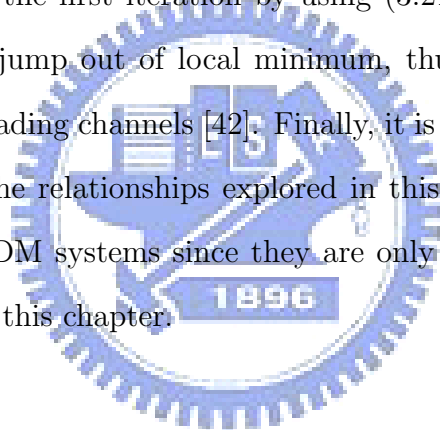 the first iteration by using (3.2
jump out of local minimum, thu
ading channels [42]. Finally, it is
ne relationships explored in this
DM systems since they are only
this chapter.
E S A
1896